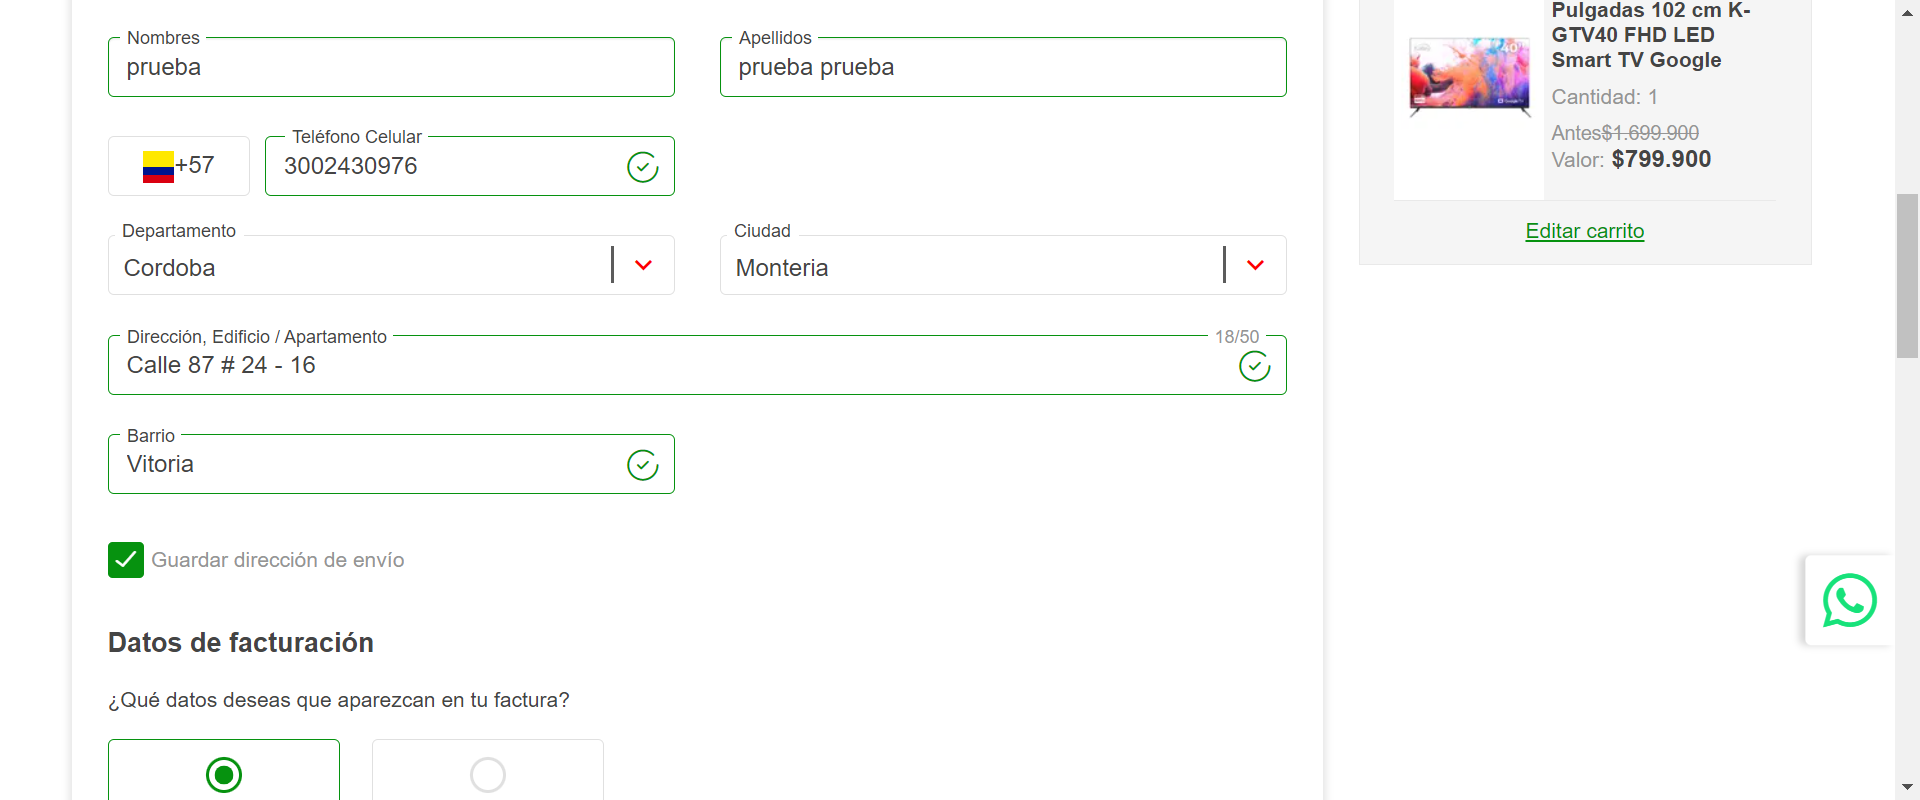 Nombres
prueba
Apellidos
prueba prueba
+57
Teléfono Celular
3002430976
Departamento
Cordoba
Ciudad
Monteria
Dirección, Edificio / Apartamento
18/50
Calle 87 # 24 - 16
Barrio
Vitoria
Guardar dirección de envío
Datos de facturación
¿Qué datos deseas que aparezcan en tu factura?
Pulgadas 102 cm K-
GTV40 FHD LED
Smart TV Google
Cantidad: 1
Antes$1.699.900
Valor: $799.900
Editar carrito